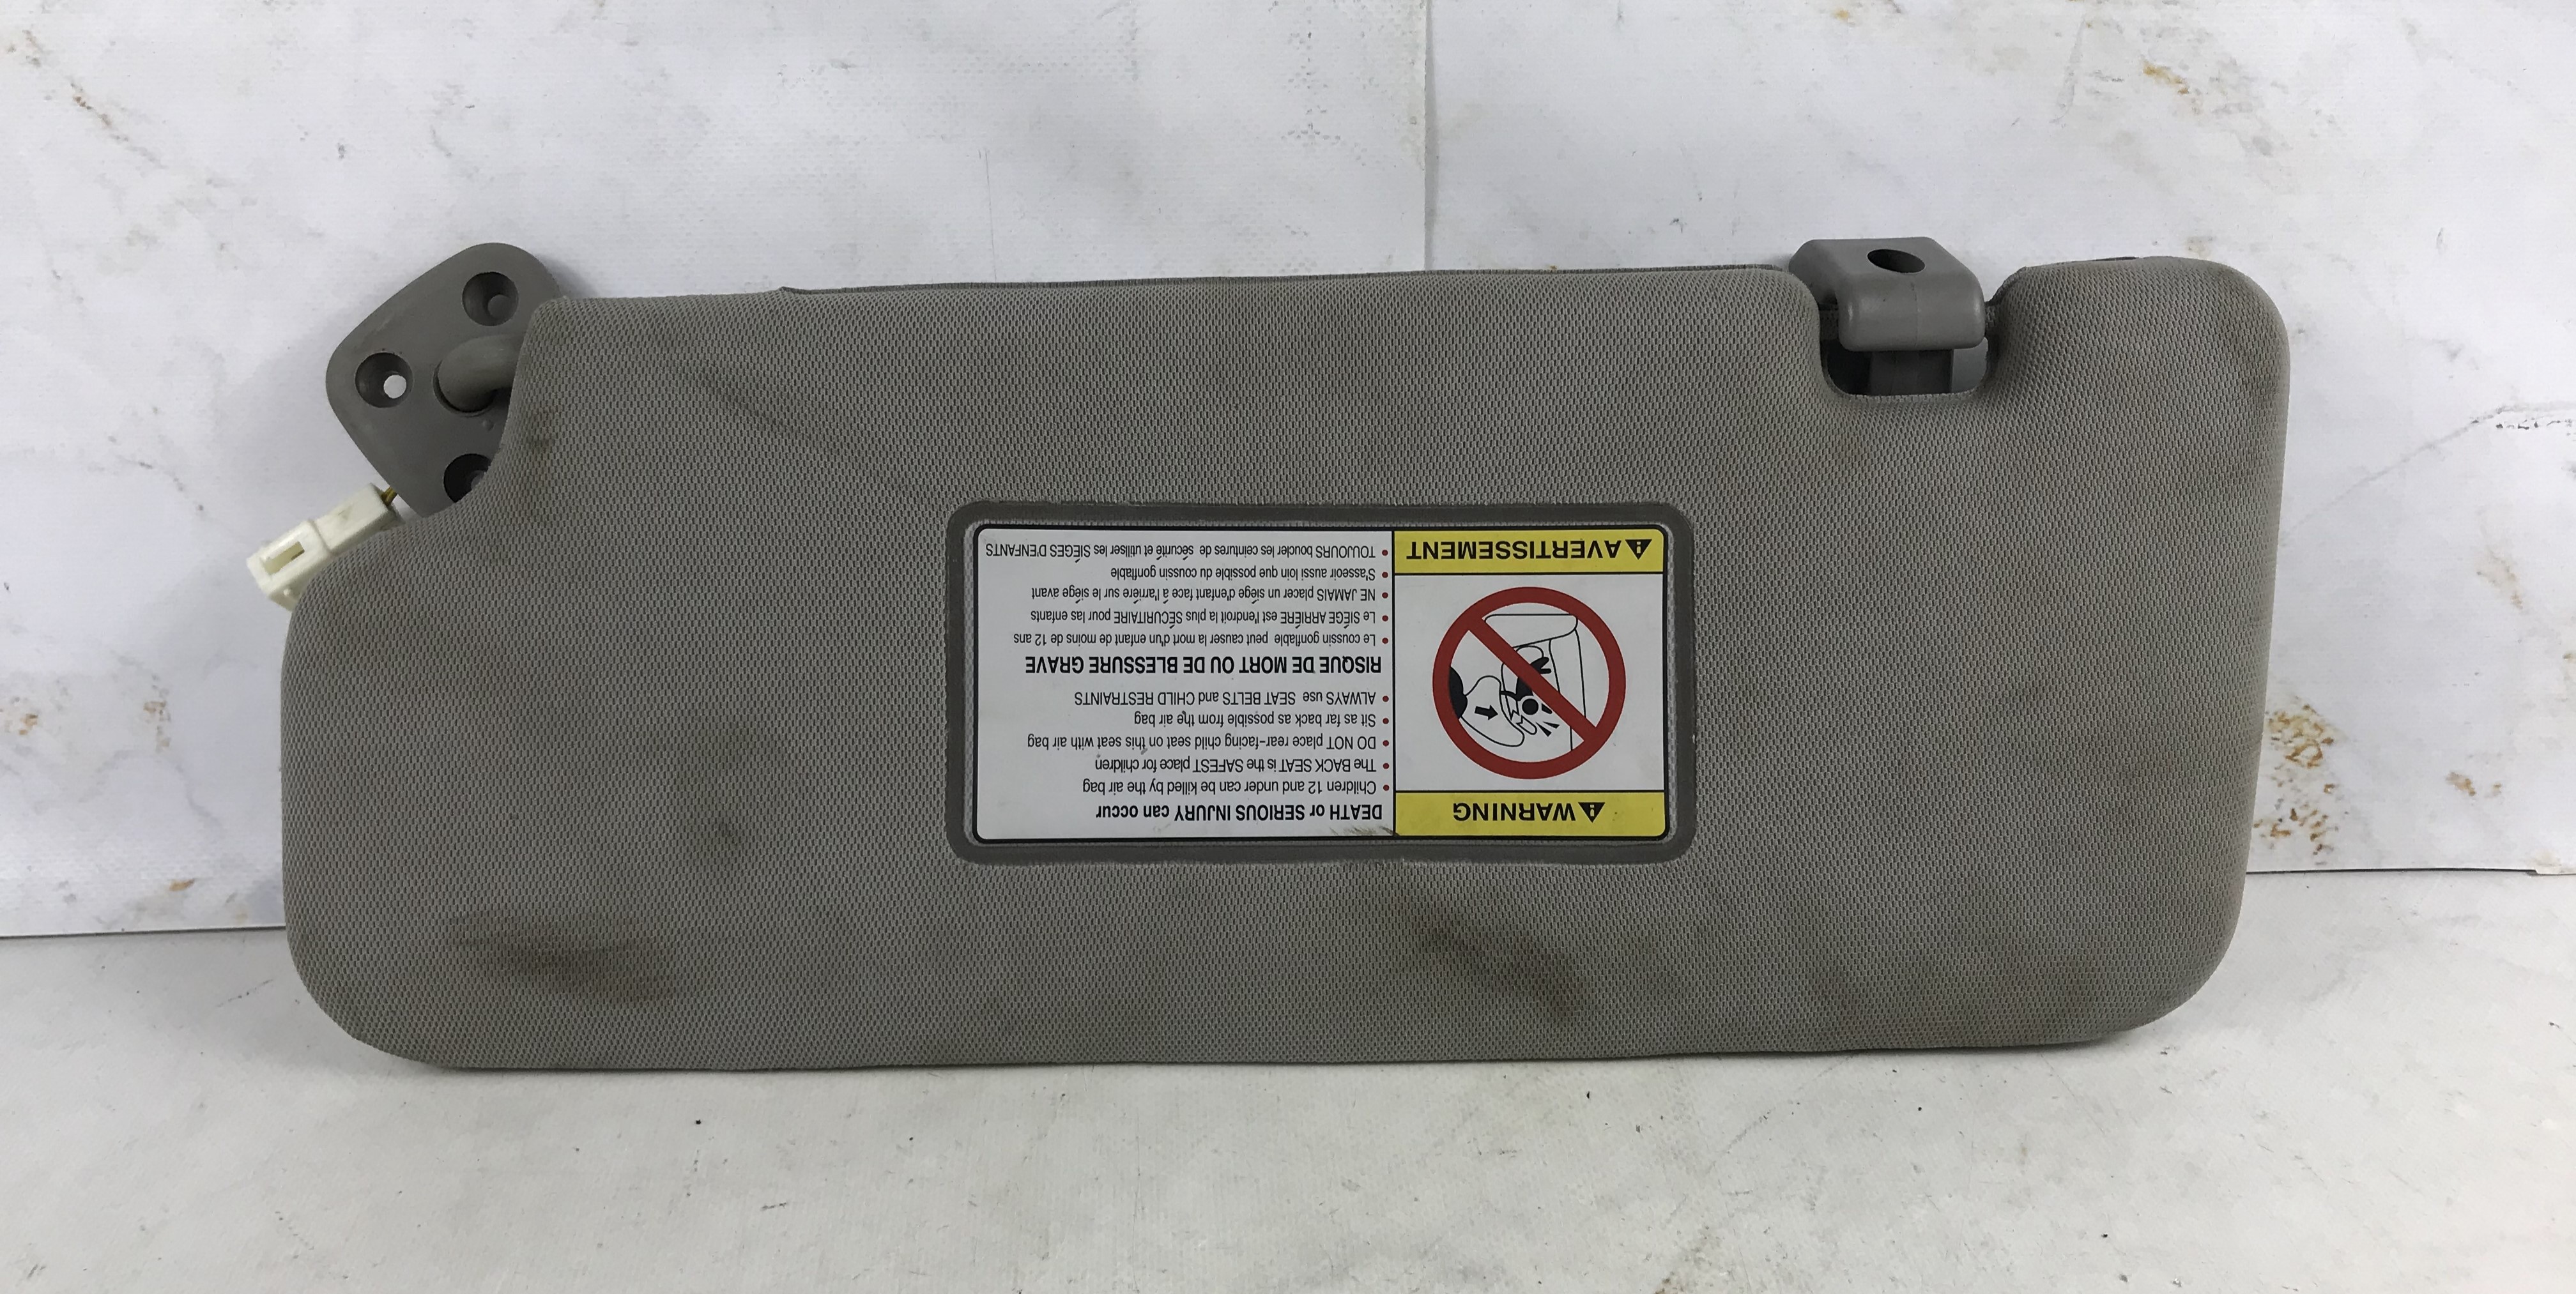 ⚠ WARNING
DEATH or SERIOUS INJURY can occur
• Children 12 and under can be killed by the air bag
• The BACK SEAT is the SAFEST place for children
• DO NOT place rear-facing child seat on this seat with air bag
• Sit as far back as possible from the air bag
• ALWAYS use SEAT BELTS and CHILD RESTRAINTS
RISQUE DE MORT OU DE BLESSURE GRAVE
• Le coussin gonflable peut causer la mort d'un enfant de moins de 12 ans
• Le SIÈGE ARRIÈRE est l'endroit la plus SÉCURITAIRE pour las enfants
• NE JAMAIS placer un siège d'enfant face à l'arrière sur le siège avant
• S'asseoir aussi loin que possible du coussin gonflable
• TOUJOURS boucler les ceintures de sécurité et utiliser les SIÈGES D'ENFANTS
⚠ AVERTISSEMENT